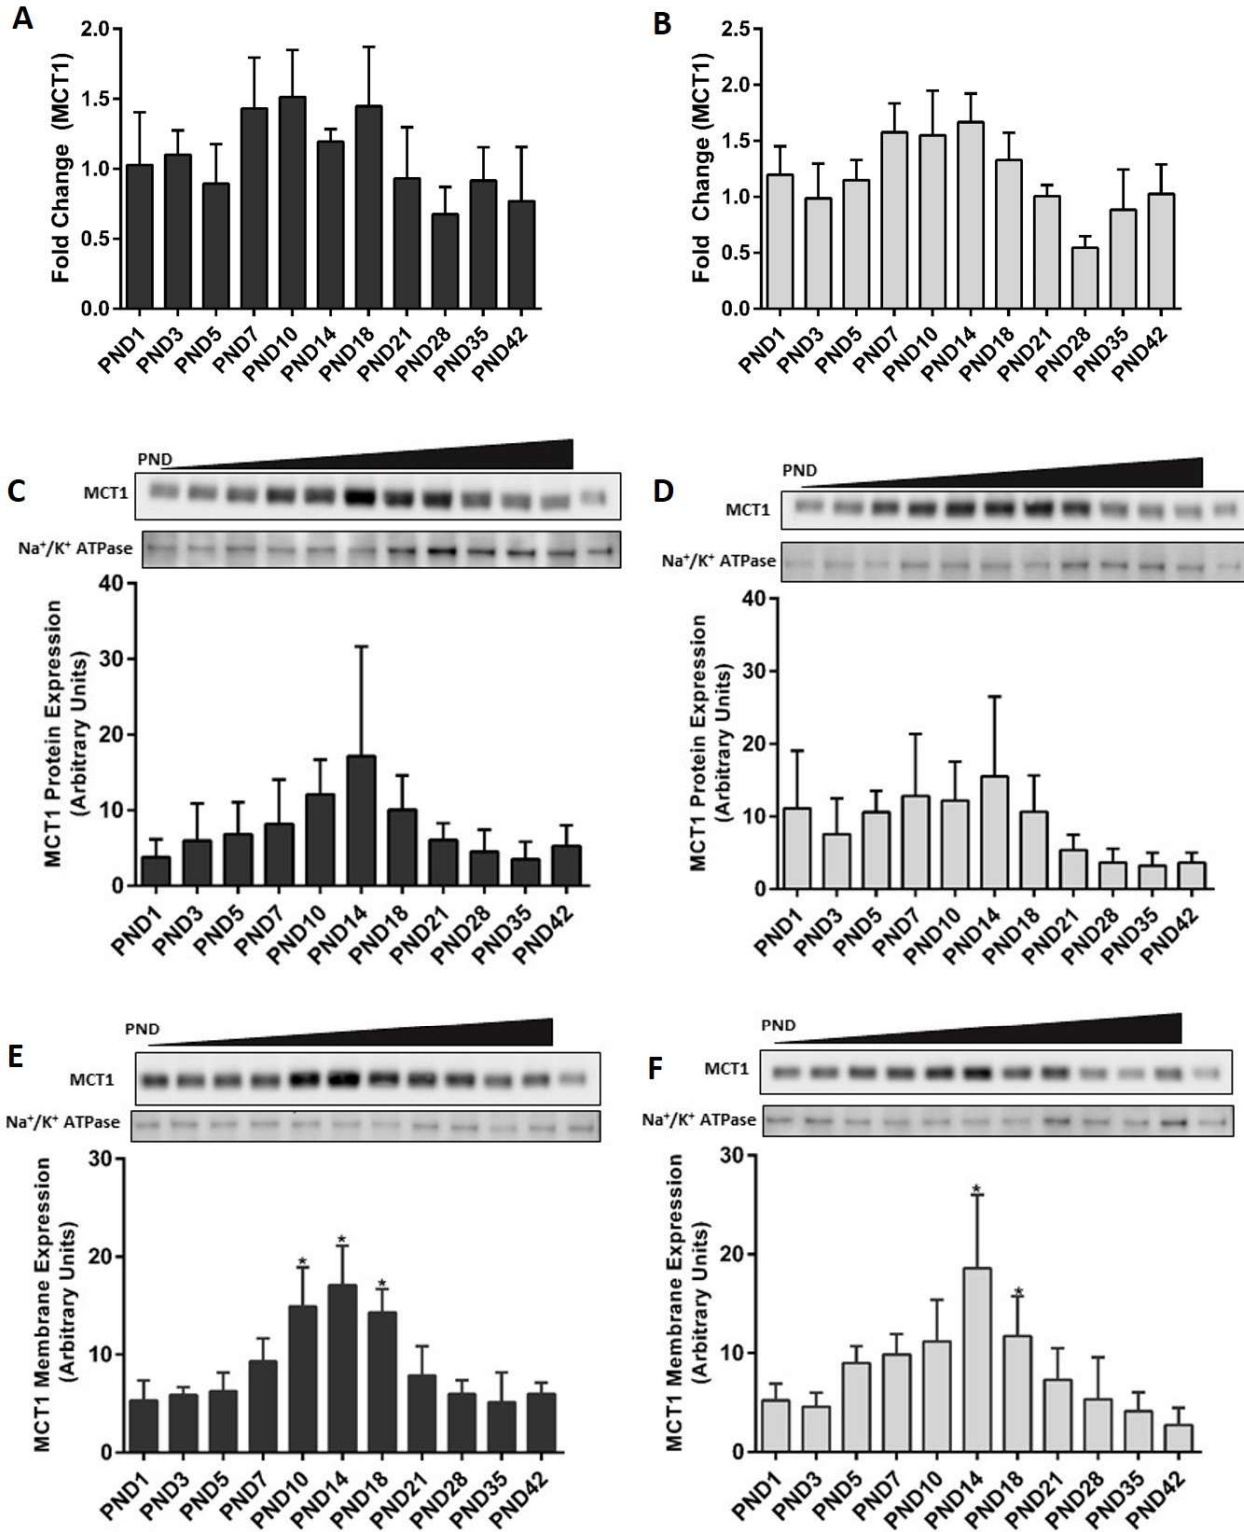 A
Fold Change (MCT1)
2.0
1.5
1.0
0.5
0.0
PND1
PND3
PND5
PND7
PND10
PND14
PND18
PND21
PND28
PND35
PND42
B
Fold Change (MCT1)
2.5
2.0
1.5
1.0
0.5
0.0
PND1
PND3
PND5
PND7
PND10
PND14
PND18
PND21
PND28
PND35
PND42
C
PND
MCT1
Na⁺/K⁺ ATPase
MCT1 Protein Expression
(Arbitrary Units)
40
30
20
10
0
PND1
PND3
PND5
PND7
PND10
PND14
PND18
PND21
PND28
PND35
PND42
D
PND
MCT1
Na⁺/K⁺ ATPase
MCT1 Protein Expression
(Arbitrary Units)
40
30
20
10
0
PND1
PND3
PND5
PND7
PND10
PND14
PND18
PND21
PND28
PND35
PND42
E
PND
MCT1
Na⁺/K⁺ ATPase
MCT1 Membrane Expression
(Arbitrary Units)
30
20
10
0
* * *
PND1
PND3
PND5
PND7
PND10
PND14
PND18
PND21
PND28
PND35
PND42
F
PND
MCT1
Na⁺/K⁺ ATPase
MCT1 Membrane Expression
(Arbitrary Units)
30
20
10
0
* *
PND1
PND3
PND5
PND7
PND10
PND14
PND18
PND21
PND28
PND35
PND42